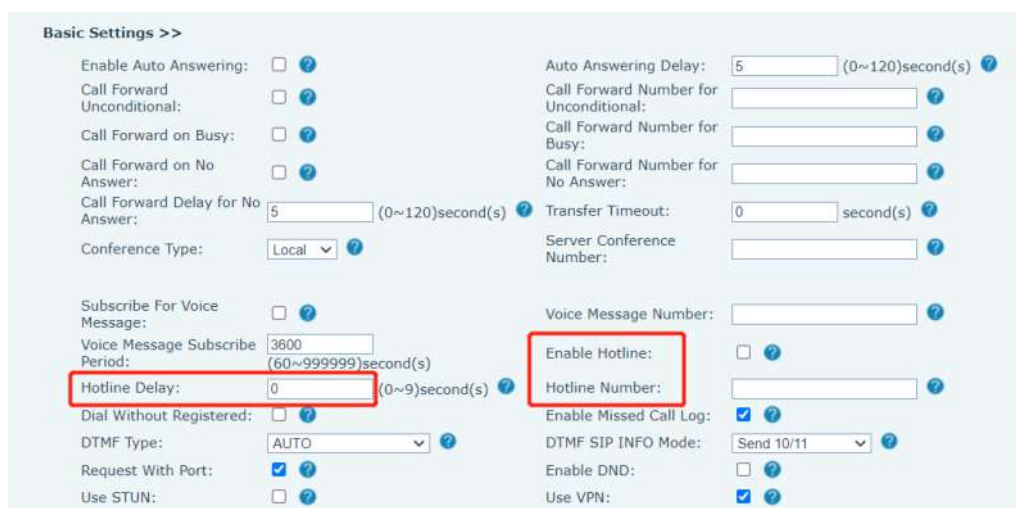 Basic Settings >>
Enable Auto Answering:
Auto Answering Delay: 5 (0~120)second(s)
Call Forward
Unconditional:
Call Forward Number for
Unconditional:
Call Forward on Busy:
Call Forward Number for
Busy:
Call Forward on No
Answer:
Call Forward Number for
No Answer:
Call Forward Delay for No
Answer: 5 (0~120)second(s)
Transfer Timeout: 0 second(s)
Conference Type: Local
Server Conference
Number:
Subscribe For Voice
Message:
Voice Message Number:
Voice Message Subscribe
Period: 3600
(60~999999)second(s)
Enable Hotline:
Hotline Delay: 0 (0~9)second(s)
Hotline Number:
Dial Without Registered:
Enable Missed Call Log:
DTMF Type: AUTO
DTMF SIP INFO Mode: Send 10/11
Request With Port:
Enable DND:
Use STUN:
Use VPN: